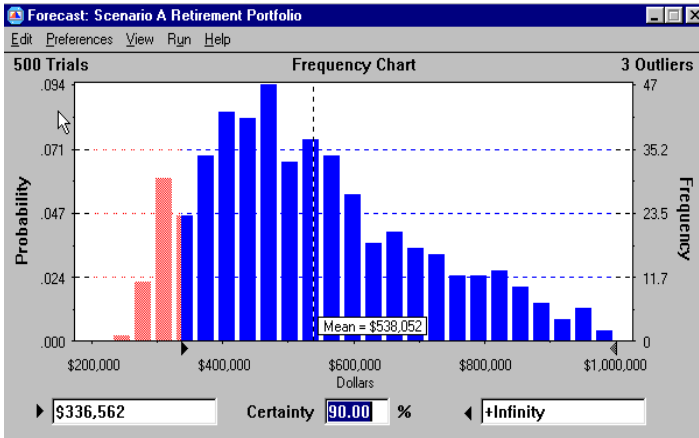 Forecast: Scenario A Retirement Portfolio
Edit Preferences View Run Help
500 Trials Frequency Chart 3 Outliers
.094 47
.071 35.2
.047 23.5
.024 11.7
.000 0
Probability
Frequency
Mean = $538,052
$200,000 $400,000 $600,000 $800,000 $1,000,000
Dollars
$336,562 Certainty 90.00 % +Infinity